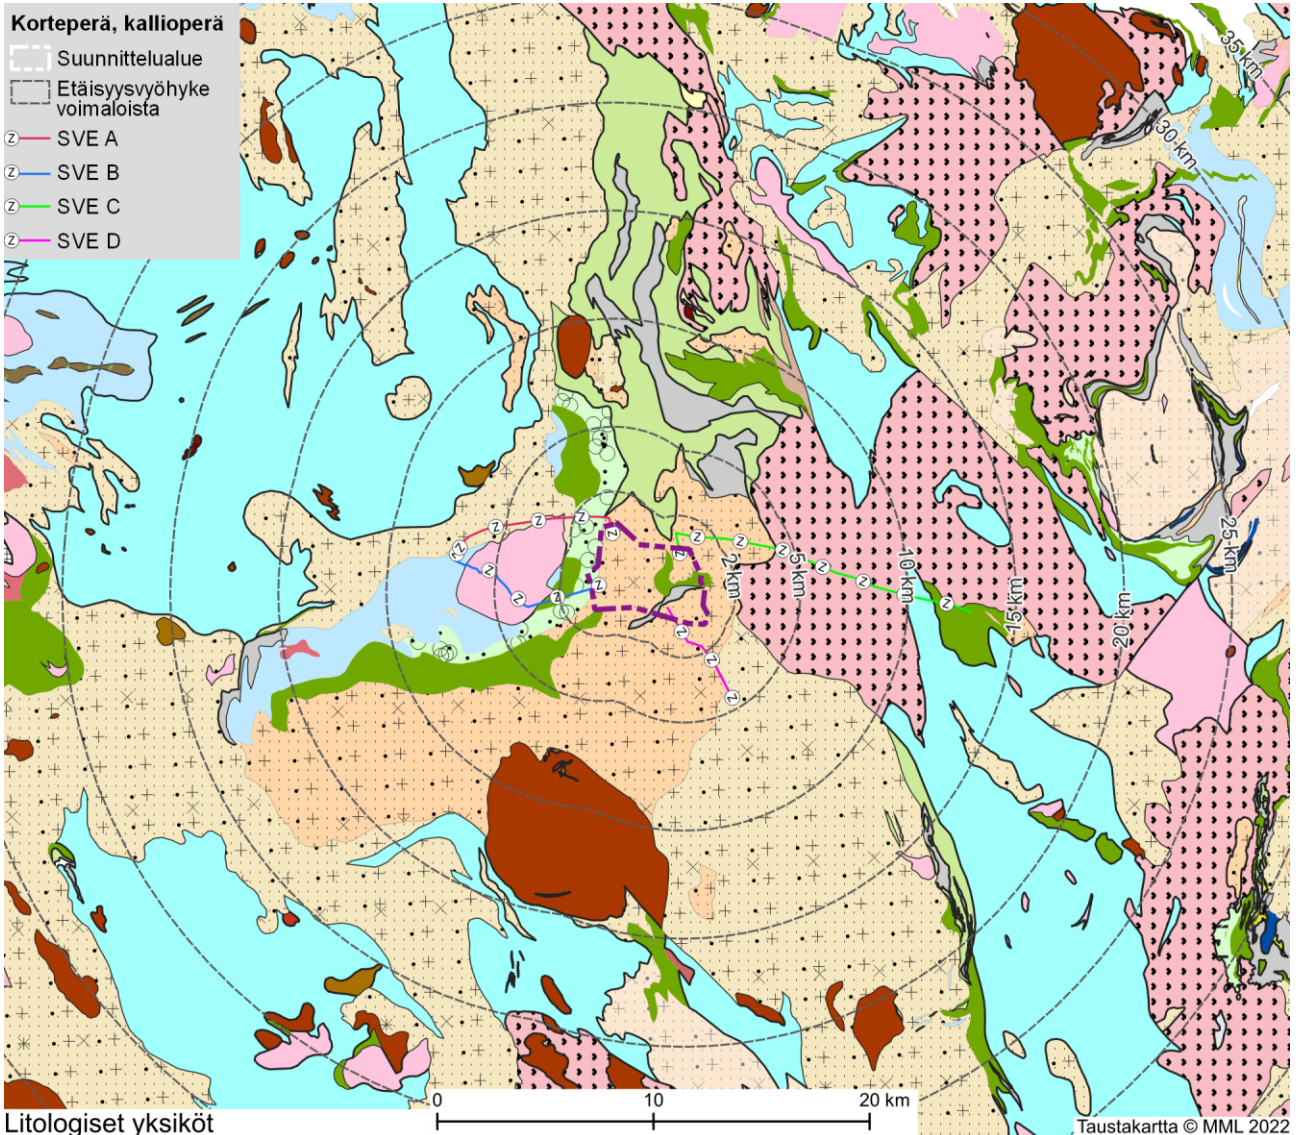 Korteperä, kallioperä
Suunnittelualue
Etäisyysvyöhyke
voimaloista
Z SVE A
Z SVE B
Z SVE C
Z SVE D
35 km
30 km
25 km
20 km
15 km
10 km
5 km
2 km
0 10 20 km
Litologiset yksiköt
Taustakartta © MML 2022